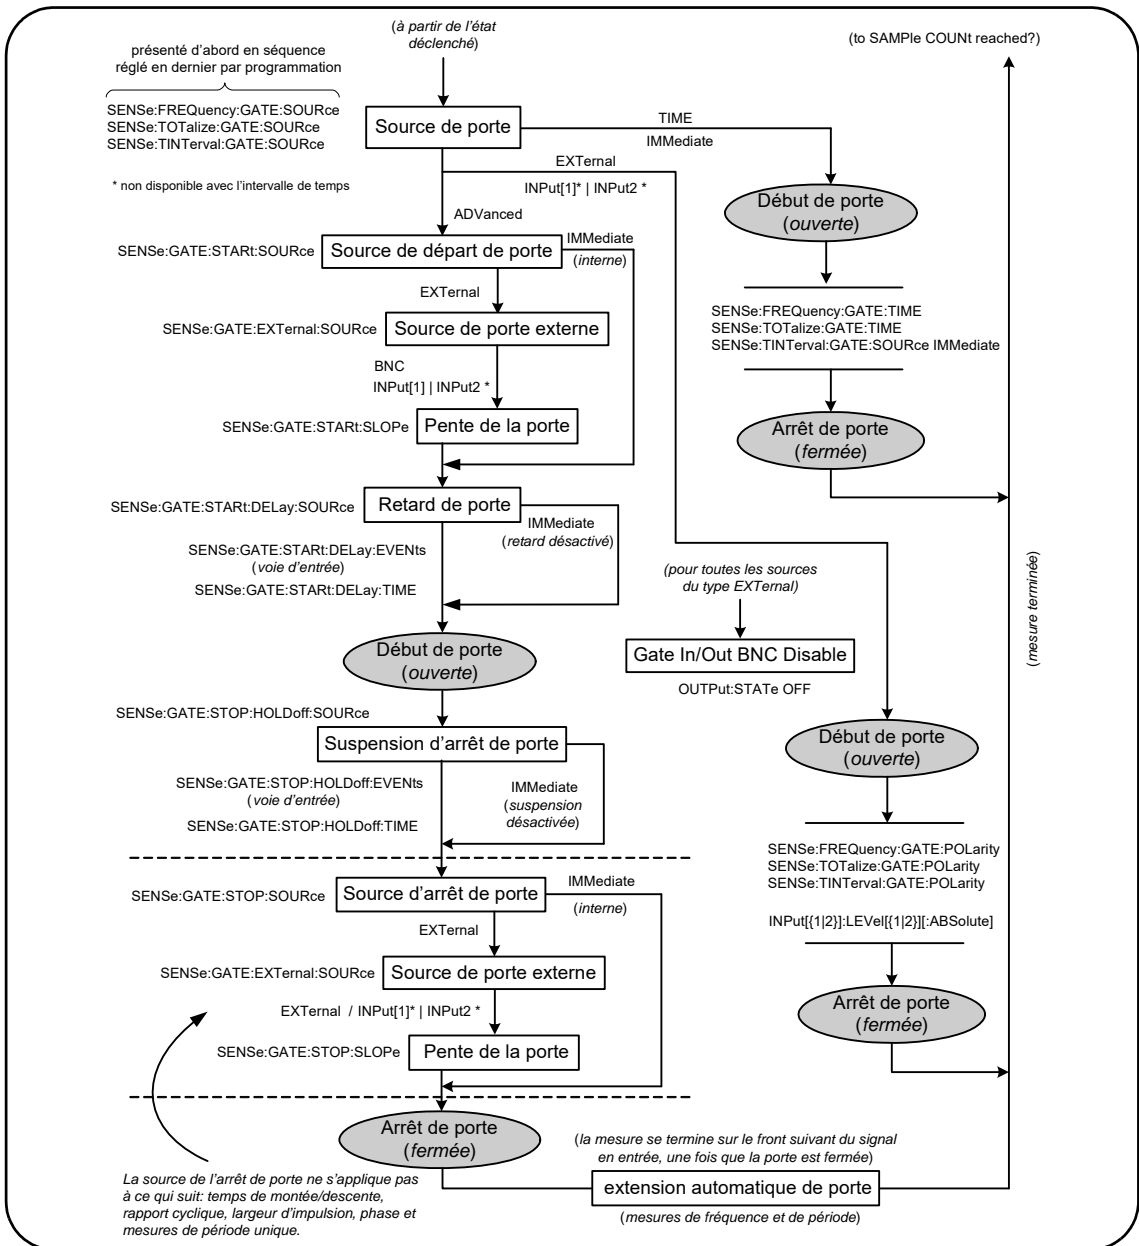 (à partir de l'état
déclenché)
(to SAMPle COUNt reached?)
présenté d'abord en séquence
réglé en dernier par programmation
SENSe:FREQuency:GATE:SOURce
SENSe:TOTalize:GATE:SOURce
SENSe:TINTerval:GATE:SOURce
* non disponible avec l'intervalle de temps
Source de porte
TIME
IMMediate
EXTernal
INPut[1]* | INPut2 *
ADVanced
Début de porte
(ouverte)
SENSe:GATE:STARt:SOURce
Source de départ de porte
IMMediate
(interne)
EXTernal
SENSe:FREQuency:GATE:TIME
SENSe:TOTalize:GATE:TIME
SENSe:TINTerval:GATE:SOURce IMMediate
SENSe:GATE:EXTernal:SOURce
Source de porte externe
BNC
INPut[1] | INPut2 *
SENSe:GATE:STARt:SLOPe
Pente de la porte
Arrêt de porte
(fermée)
SENSe:GATE:STARt:DELay:SOURce
Retard de porte
IMMediate
(retard désactivé)
SENSe:GATE:STARt:DELay:EVENts
(voie d'entrée)
SENSe:GATE:STARt:DELay:TIME
(pour toutes les sources
du type EXTernal)
(mesure terminée)
Début de porte
(ouverte)
Gate In/Out BNC Disable
OUTPut:STATe OFF
SENSe:GATE:STOP:HOLDoff:SOURce
Suspension d'arrêt de porte
Début de porte
(ouverte)
SENSe:GATE:STOP:HOLDoff:EVENts
(voie d'entrée)
SENSe:GATE:STOP:HOLDoff:TIME
IMMediate
(suspension
désactivée)
SENSe:FREQuency:GATE:POLarity
SENSe:TOTalize:GATE:POLarity
SENSe:TINTerval:GATE:POLarity
INPut[{1|2}]:LEVel[{1|2}][:ABSolute]
SENSe:GATE:STOP:SOURce
Source d'arrêt de porte
IMMediate
(interne)
EXTernal
SENSe:GATE:EXTernal:SOURce
Source de porte externe
EXTernal / INPut[1]* | INPut2 *
SENSe:GATE:STOP:SLOPe
Pente de la porte
Arrêt de porte
(fermée)
Arrêt de porte
(fermée)
(la mesure se termine sur le front suivant du signal
en entrée, une fois que la porte est fermée)
extension automatique de porte
(mesures de fréquence et de période)
La source de l'arrêt de porte ne s'applique pas
à ce qui suit: temps de montée/descente,
rapport cyclique, largeur d'impulsion, phase et
mesures de période unique.